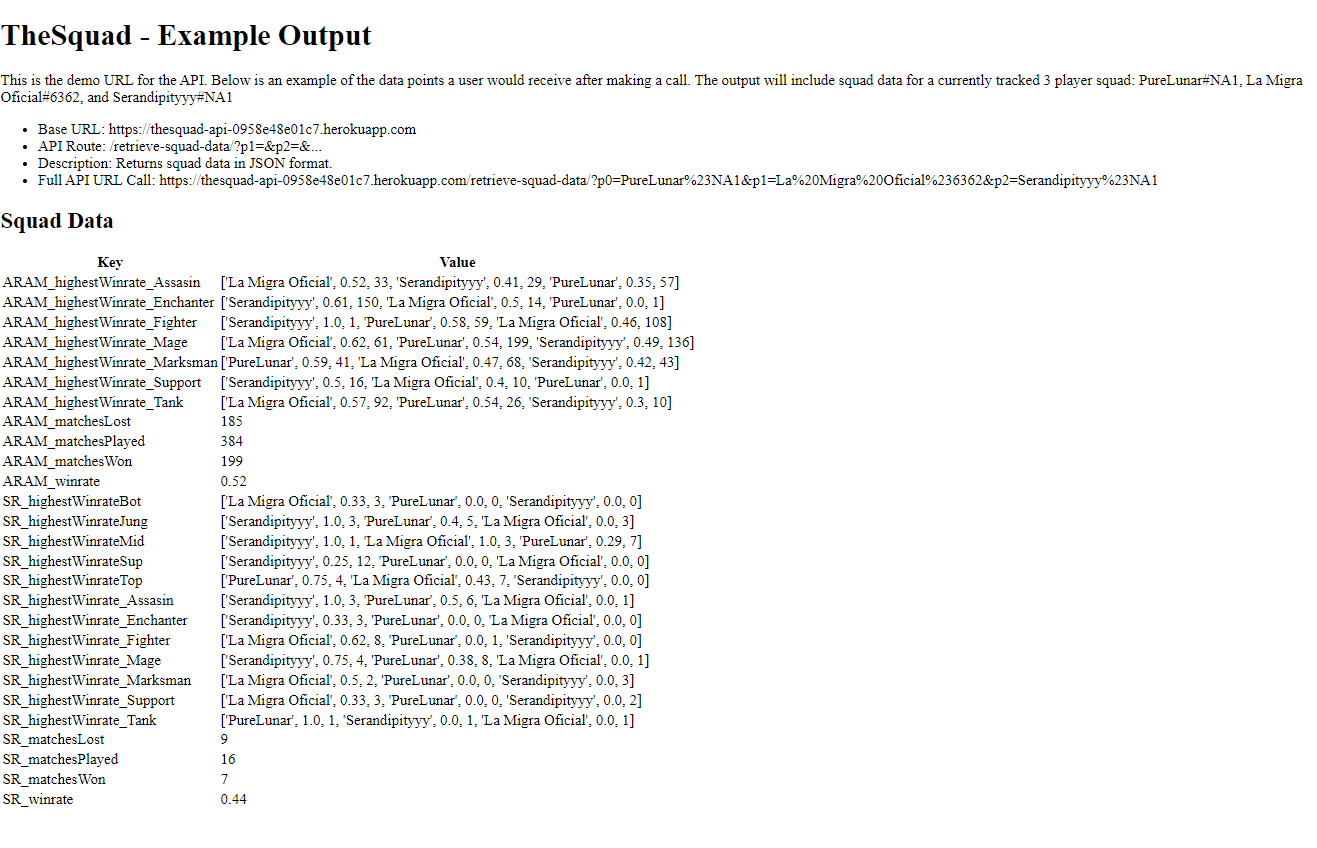 TheSquad - Example Output
This is the demo URL for the API. Below is an example of the data points a user would receive after making a call. The output will include squad data for a currently tracked 3 player squad: PureLunar#NA1, La Migra
Oficial#6362, and Serandipityyy#NA1
• Base URL: https://thesquad-api-0958e48e01c7.herokuapp.com
• API Route: /retrieve-squad-data/?p1=&p2=&...
• Description: Returns squad data in JSON format.
• Full API URL Call: https://thesquad-api-0958e48e01c7.herokuapp.com/retrieve-squad-data/?p0=PureLunar%23NA1&p1=La%20Migra%20Oficial%236362&p2=Serandipityyy%23NA1
Squad Data
Key Value
ARAM_highestWinrate_Assasin ['La Migra Oficial', 0.52, 33, 'Serandipityyy', 0.41, 29, 'PureLunar', 0.35, 57]
ARAM_highestWinrate_Enchanter ['Serandipityyy', 0.61, 150, 'La Migra Oficial', 0.5, 14, 'PureLunar', 0.0, 1]
ARAM_highestWinrate_Fighter ['Serandipityyy', 1.0, 1, 'PureLunar', 0.58, 59, 'La Migra Oficial', 0.46, 108]
ARAM_highestWinrate_Mage ['La Migra Oficial', 0.62, 61, 'PureLunar', 0.54, 199, 'Serandipityyy', 0.49, 136]
ARAM_highestWinrate_Marksman ['PureLunar', 0.59, 41, 'La Migra Oficial', 0.47, 68, 'Serandipityyy', 0.42, 43]
ARAM_highestWinrate_Support ['Serandipityyy', 0.5, 16, 'La Migra Oficial', 0.4, 10, 'PureLunar', 0.0, 1]
ARAM_highestWinrate_Tank ['La Migra Oficial', 0.57, 92, 'PureLunar', 0.54, 26, 'Serandipityyy', 0.3, 10]
ARAM_matchesLost 185
ARAM_matchesPlayed 384
ARAM_matchesWon 199
ARAM_winrate 0.52
SR_highestWinrateBot ['La Migra Oficial', 0.33, 3, 'PureLunar', 0.0, 0, 'Serandipityyy', 0.0, 0]
SR_highestWinrateJung ['Serandipityyy', 1.0, 3, 'PureLunar', 0.4, 5, 'La Migra Oficial', 0.0, 3]
SR_highestWinrateMid ['Serandipityyy', 1.0, 1, 'La Migra Oficial', 1.0, 3, 'PureLunar', 0.29, 7]
SR_highestWinrateSup ['Serandipityyy', 0.25, 12, 'PureLunar', 0.0, 0, 'La Migra Oficial', 0.0, 0]
SR_highestWinrateTop ['PureLunar', 0.75, 4, 'La Migra Oficial', 0.43, 7, 'Serandipityyy', 0.0, 0]
SR_highestWinrate_Assasin ['Serandipityyy', 1.0, 3, 'PureLunar', 0.5, 6, 'La Migra Oficial', 0.0, 1]
SR_highestWinrate_Enchanter ['Serandipityyy', 0.33, 3, 'PureLunar', 0.0, 0, 'La Migra Oficial', 0.0, 0]
SR_highestWinrate_Fighter ['La Migra Oficial', 0.62, 8, 'PureLunar', 0.0, 1, 'Serandipityyy', 0.0, 0]
SR_highestWinrate_Mage ['Serandipityyy', 0.75, 4, 'PureLunar', 0.38, 8, 'La Migra Oficial', 0.0, 1]
SR_highestWinrate_Marksman ['La Migra Oficial', 0.5, 2, 'PureLunar', 0.0, 0, 'Serandipityyy', 0.0, 3]
SR_highestWinrate_Support ['La Migra Oficial', 0.33, 3, 'PureLunar', 0.0, 0, 'Serandipityyy', 0.0, 2]
SR_highestWinrate_Tank ['PureLunar', 1.0, 1, 'Serandipityyy', 0.0, 1, 'La Migra Oficial', 0.0, 1]
SR_matchesLost 9
SR_matchesPlayed 16
SR_matchesWon 7
SR_winrate 0.44